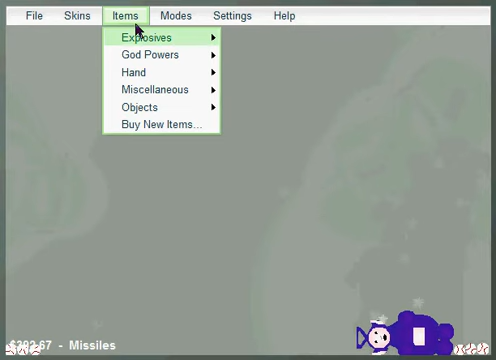 File Skins Items Modes Settings Help
Explosives
God Powers
Hand
Miscellaneous
Objects
Buy New Items...
- Missiles